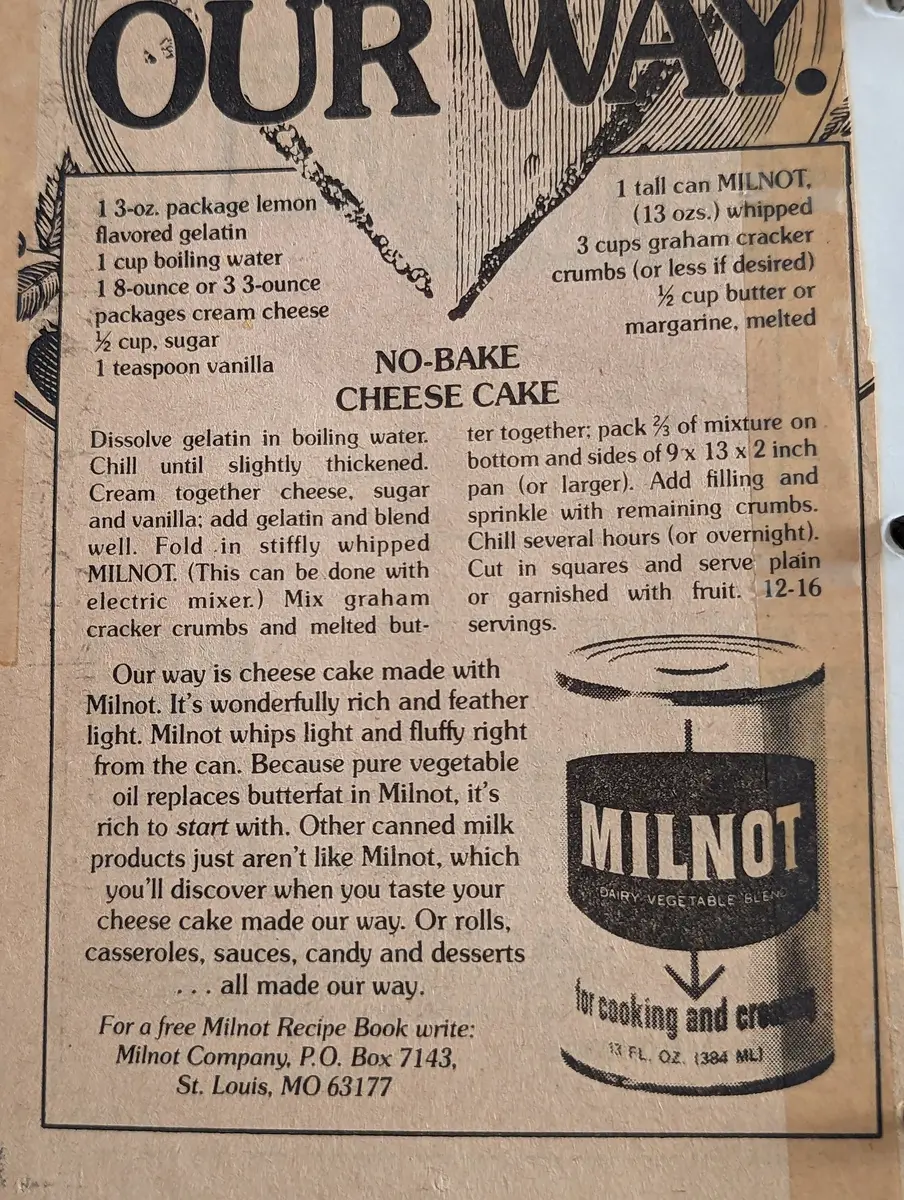 OUR WAY.
1 3-oz. package lemon
flavored gelatin
1 cup boiling water
1 8-ounce or 3 3-ounce
packages cream cheese
½ cup, sugar
1 teaspoon vanilla
1 tall can MILNOT,
(13 ozs.) whipped
3 cups graham cracker
crumbs (or less if desired)
½ cup butter or
margarine, melted
NO-BAKE
CHEESE CAKE
Dissolve gelatin in boiling water.
Chill until slightly thickened.
Cream together cheese, sugar
and vanilla; add gelatin and blend
well. Fold in stiffly whipped
MILNOT. (This can be done with
electric mixer.) Mix graham
cracker crumbs and melted but-
ter together; pack ⅔ of mixture on
bottom and sides of 9 x 13 x 2 inch
pan (or larger). Add filling and
sprinkle with remaining crumbs.
Chill several hours (or overnight).
Cut in squares and serve plain
or garnished with fruit. 12-16
servings.
Our way is cheese cake made with
Milnot. It's wonderfully rich and feather
light. Milnot whips light and fluffy right
from the can. Because pure vegetable
oil replaces butterfat in Milnot, it's
rich to start with. Other canned milk
products just aren't like Milnot, which
you'll discover when you taste your
cheese cake made our way. Or rolls,
casseroles, sauces, candy and desserts
. . . all made our way.
For a free Milnot Recipe Book write:
Milnot Company, P.O. Box 7143,
St. Louis, MO 63177
MILNOT
DAIRY VEGETABLE BLEND
for cooking and
13 FL. OZ. (384 ML)